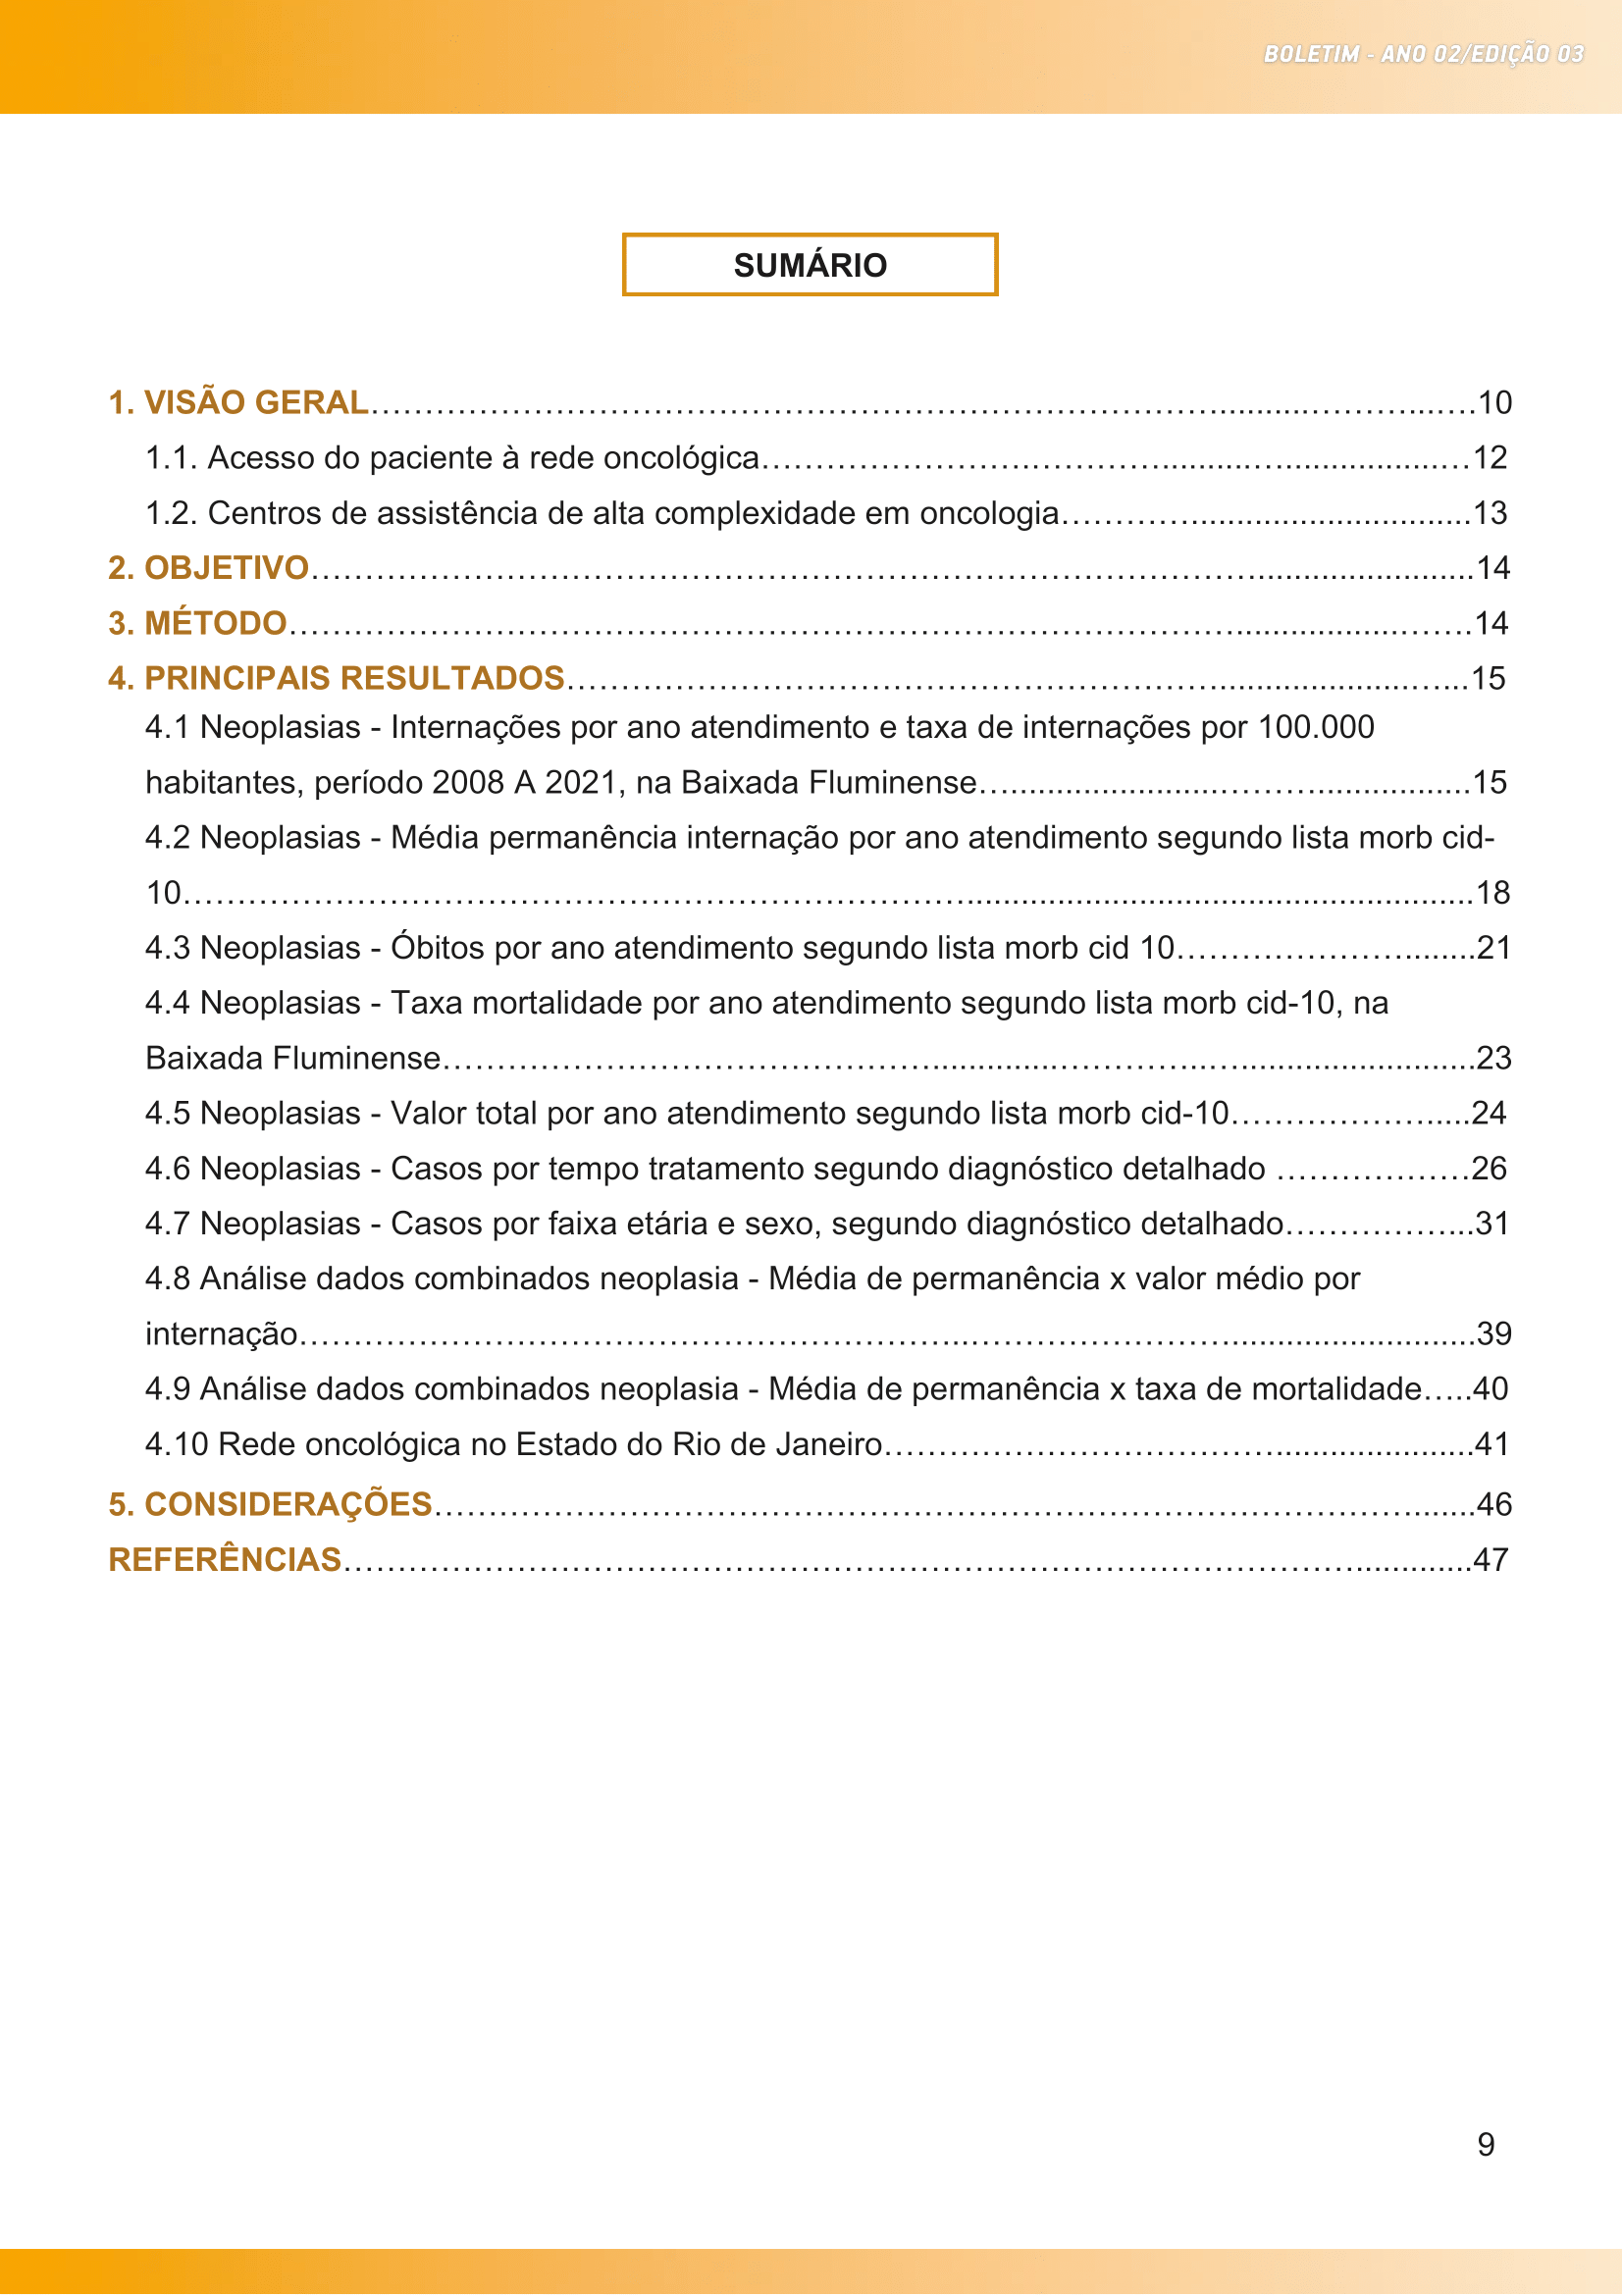 BOLETIM - ANO 02/EDIÇÃO 03
SUMÁRIO
1. VISÃO GERAL……………………………………………………………………..........………...….10
1.1. Acesso do paciente à rede oncológica…………………….…………..........…..................…12
1.2. Centros de assistência de alta complexidade em oncologia…………...............................13
2. OBJETIVO……………………………………………………………………………........................14
3. MÉTODO……………………………………………………………………………...................…….14
4. PRINCIPAIS RESULTADOS……………………………………………………......................…...15
4.1 Neoplasias - Internações por ano atendimento e taxa de internações por 100.000
habitantes, período 2008 A 2021, na Baixada Fluminense….......................………..................15
4.2 Neoplasias - Média permanência internação por ano atendimento segundo lista morb cid-
10……………………………………………………………….........................................................18
4.3 Neoplasias - Óbitos por ano atendimento segundo lista morb cid 10…………………........21
4.4 Neoplasias - Taxa mortalidade por ano atendimento segundo lista morb cid-10, na
Baixada Fluminense………………………………………..............…………..…..........................23
4.5 Neoplasias - Valor total por ano atendimento segundo lista morb cid-10……………….....24
4.6 Neoplasias - Casos por tempo tratamento segundo diagnóstico detalhado ………………26
4.7 Neoplasias - Casos por faixa etária e sexo, segundo diagnóstico detalhado……………...31
4.8 Análise dados combinados neoplasia - Média de permanência x valor médio por
internação……………………………………………………..……………………...........................39
4.9 Análise dados combinados neoplasia - Média de permanência x taxa de mortalidade…..40
4.10 Rede oncológica no Estado do Rio de Janeiro………………………………......................41
5. CONSIDERAÇÕES……………………………………………………………………………….......46
REFERÊNCIAS…………………………………………………………………………………............47
9